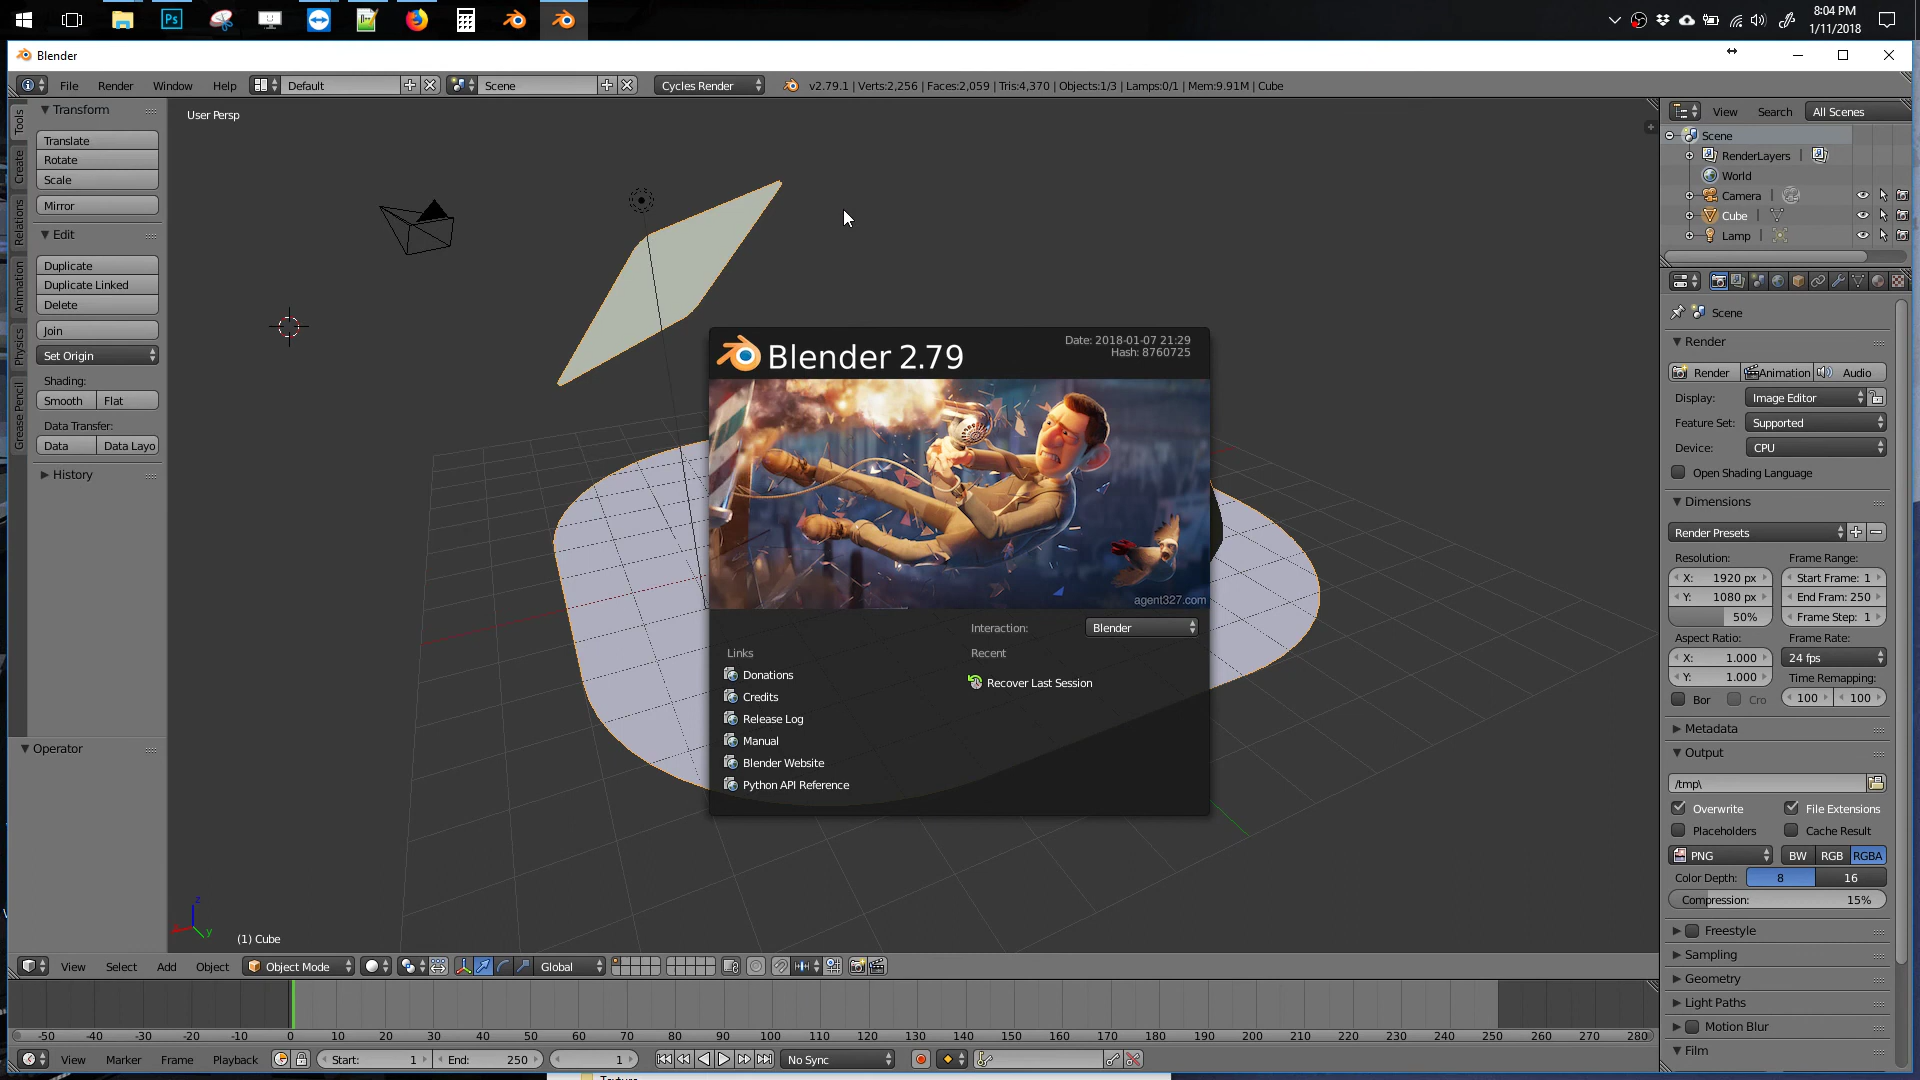 Ps
8:04 PM
1/11/2018
Blender
File Render Window Help Default Scene Cycles Render v2.79.1 | Verts:2,256 | Faces:2,059 | Tris:4,370 | Objects:1/3 | Lamps:0/1 | Mem:9.91M | Cube
Tools
Create
Relations
Animation
Physics
Grease Pencil
Transform
Translate
Rotate
Scale
Mirror
Edit
Duplicate
Duplicate Linked
Delete
Join
Set Origin
Shading:
Smooth Flat
Data Transfer:
Data Data Layo
History
Operator
User Persp
Blender 2.79
Date: 2018-01-07 21:29
Hash: 8760725
agent327.com
Interaction: Blender
Links
Donations
Credits
Release Log
Manual
Blender Website
Python API Reference
Recent
Recover Last Session
z
y
(1) Cube
View Select Add Object Object Mode Global
-50 -40 -30 -20 -10 0 10 20 30 40 50 60 70 80 90 100 110 120 130 140 150 160 170 180 190 200 210 220 230 240 250 260 270 280
View Marker Frame Playback Start: 1 End: 250 1 No Sync
View Search All Scenes
Scene
RenderLayers
World
Camera
Cube
Lamp
Scene
Render
Render Animation Audio
Display: Image Editor
Feature Set: Supported
Device: CPU
Open Shading Language
Dimensions
Render Presets
Resolution: Frame Range:
X: 1920 px Start Frame: 1
Y: 1080 px End Fram: 250
50% Frame Step: 1
Aspect Ratio: Frame Rate:
X: 1.000 24 fps
Y: 1.000 Time Remapping:
Bor Cro 100 100
Metadata
Output
/tmp\
Overwrite File Extensions
Placeholders Cache Result
PNG BW RGB RGBA
Color Depth: 8 16
Compression: 15%
Freestyle
Sampling
Geometry
Light Paths
Motion Blur
Film